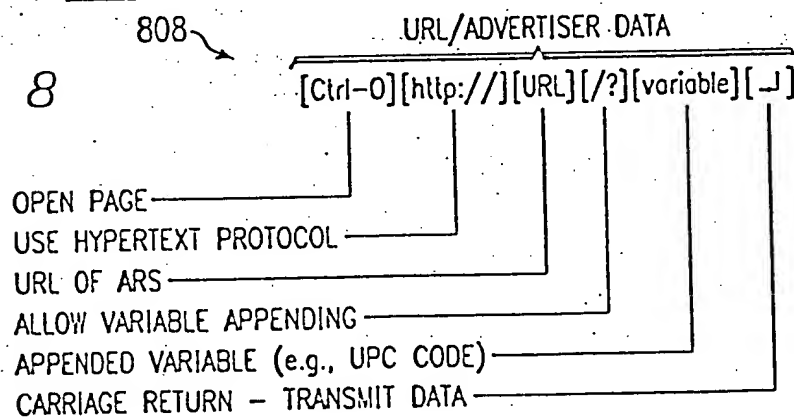 808
URL/ADVERTISER DATA
8
[Ctrl-O][http://][URL][/?][variable][↵]
OPEN PAGE
USE HYPERTEXT PROTOCOL
URL OF ARS
ALLOW VARIABLE APPENDING
APPENDED VARIABLE (e.g., UPC CODE)
CARRIAGE RETURN – TRANSMIT DATA